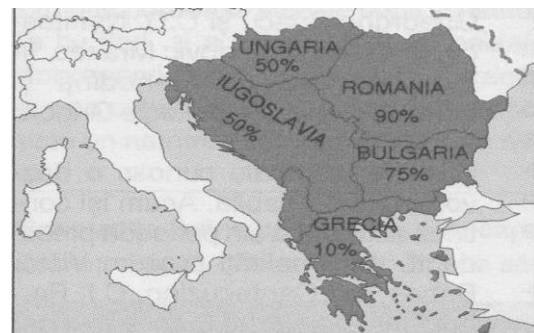 UNGARIA
50%
ROMANIA
90%
IUGOSLAVIA
50%
BULGARIA
75%
GRECIA
10%